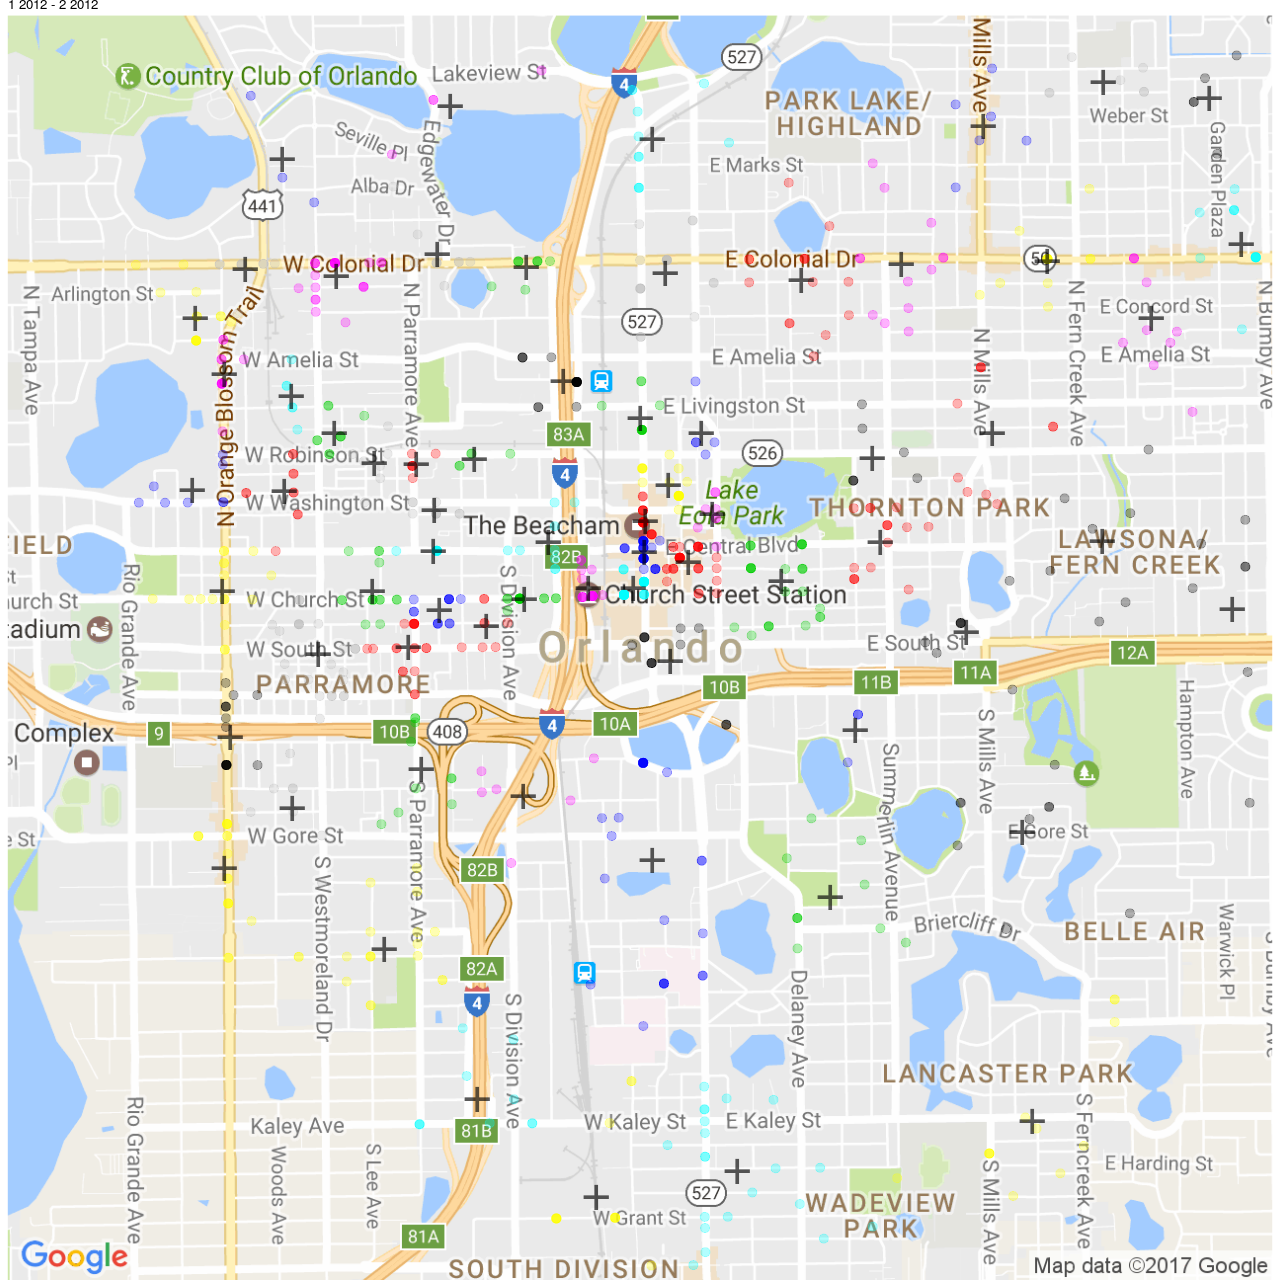 1 2012 - 2 2012
Country Club of Orlando
Lakeview St
4
527
Mills Ave
PARK LAKE/
HIGHLAND
Weber St
Seville Pl
Edgewater Dr
Garden Plaza
Alba Dr
E Marks St
441
W Colonial Dr
E Colonial Dr
50
Arlington St
N Tampa Ave
N Orange Blossom Trail
N Parramore Ave
527
N Mills Ave
N Fern Creek Ave
E Concord St
N Bumby Ave
W Amelia St
E Amelia St
E Amelia St
E Livingston St
83A
W Robinson St
526
4
W Washington St
Lake
Eola Park
THORNTON PARK
The Beacham
FIELD
E Central Blvd
82B
LAWSONA/
FERN CREEK
Rio Grande Ave
W Church St
S Division Ave
Church Street Station
W South St
Orlando
E South St
12A
11A
11B
10B
PARRAMORE
Hampton Ave
Complex
9
10B
408
4
10A
S Mills Ave
Summerlin Avenue
S Parramore Ave
W Gore St
E Gore St
82B
S Westmoreland Dr
Briercliff Dr
BELLE AIR
Warwick Pl
82A
4
S Division Ave
Delaney Ave
LANCASTER PARK
Rio Grande Ave
Kaley Ave
81B
W Kaley St
E Kaley St
S Ferncreek Ave
Woods Ave
S Lee Ave
E Harding St
S Mills Ave
527
WADEVIEW
PARK
W Grant St
81A
Google
SOUTH DIVISION
Map data ©2017 Google